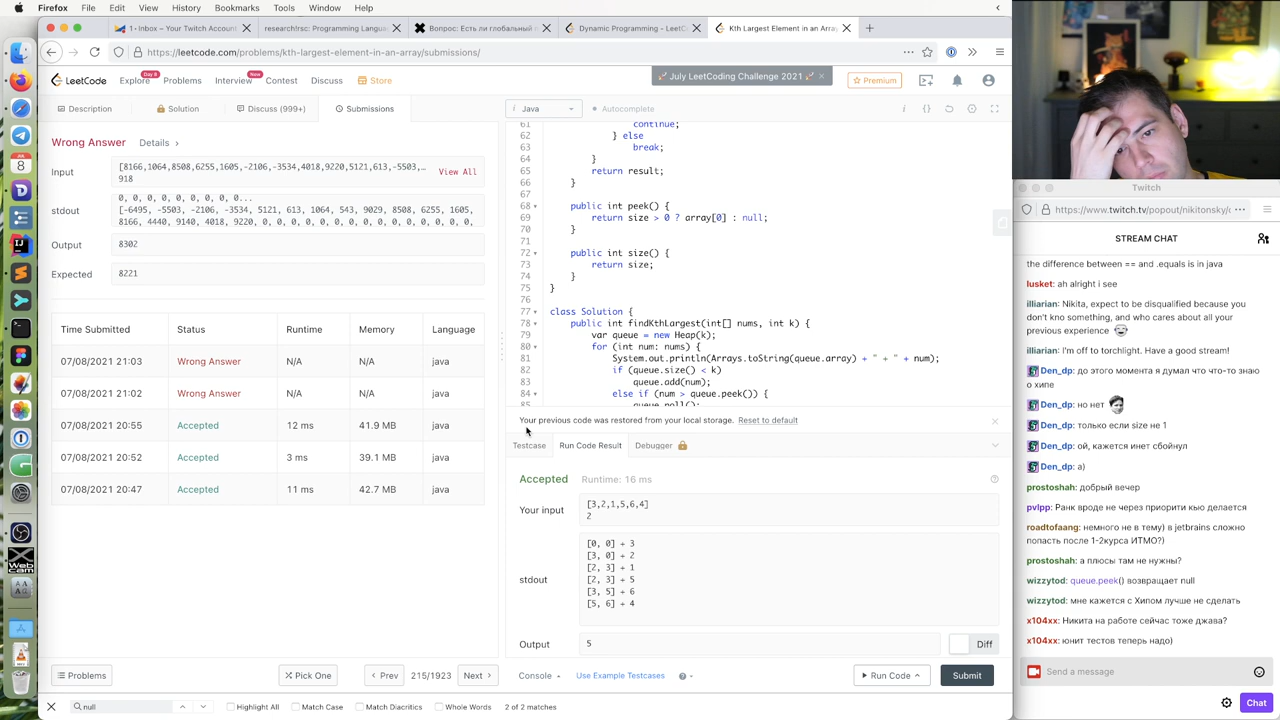 Firefox File Edit View History Bookmarks Tools Window Help
1· Inbox – Your Twitch Account researchrsc: Programming Langu Вопрос: Есть ли глобальный Dynamic Programming - LeetC Kth Largest Element in an Arra
https://leetcode.com/problems/kth-largest-element-in-an-array/submissions/
LeetCode Explore Day 8 Problems Interview New Contest Discuss Store July LeetCoding Challenge 2021 × Premium
Description Solution Discuss (999+) Submissions
i Java Autocomplete
Wrong Answer Details >
Input
[8166,1064,8508,6255,1605,-2106,-3534,4018,9220,5121,613,-5503,…
918
View All
stdout
0, 0, 0, 0, 0, 0, 0, 0, 0...
[-6495, -5503, -2106, -3534, 5121, 613, 1064, 543, 9029, 8508, 6255, 1605,
8166, 4440, 9140, 4018, 9220, 0, 0, 0, 0, 0, 0, 0, 0, 0, 0, 0, 0, 0, 0, 0,
Output 8302
Expected 8221
Time Submitted Status Runtime Memory Language
07/08/2021 21:03 Wrong Answer N/A N/A java
07/08/2021 21:02 Wrong Answer N/A N/A java
07/08/2021 20:55 Accepted 12 ms 41.9 MB java
07/08/2021 20:52 Accepted 3 ms 39.1 MB java
07/08/2021 20:47 Accepted 11 ms 42.7 MB java
61 continue;
62 } else
63 break;
64 }
65 return result;
66 }
67
68 public int peek() {
69 return size > 0 ? array[0] : null;
70 }
71
72 public int size() {
73 return size;
74 }
75 }
76
77 class Solution {
78 public int findKthLargest(int[] nums, int k) {
79 var queue = new Heap(k);
80 for (int num: nums) {
81 System.out.println(Arrays.toString(queue.array) + " + " + num);
82 if (queue.size() < k)
83 queue.add(num);
84 else if (num > queue.peek()) {
85 queue.poll();
Your previous code was restored from your local storage. Reset to default
Testcase Run Code Result Debugger
Accepted Runtime: 16 ms
Your input
[3,2,1,5,6,4]
2
stdout
[0, 0] + 3
[3, 0] + 2
[2, 3] + 1
[2, 3] + 5
[3, 5] + 6
[5, 6] + 4
Output 5 Diff
Problems Pick One Prev 215/1923 Next Console Use Example Testcases Run Code Submit
null Highlight All Match Case Match Diacritics Whole Words 2 of 2 matches
JUL
8
Web
cam
Twitch
https://www.twitch.tv/popout/nikitonsky/c
STREAM CHAT
the difference between == and .equals is in java
lusket: ah alright i see
illiarian: Nikita, expect to be disqualified because you
don't kno something, and who cares about all your
previous experience
illiarian: I'm off to torchlight. Have a good stream!
Den_dp: до этого момента я думал что что-то знаю
о хипе
Den_dp: но нет
Den_dp: только если size не 1
Den_dp: ой, кажется инет сбойнул
Den_dp: а)
prostoshah: добрый вечер
pvlpp: Ранк вроде не через приорити кью делается
roadtofaang: немного не в тему) в jetbrains сложно
попасть после 1-2курса ИТМО?)
prostoshah: а плюсы там не нужны?
wizzytod: queue.peek() возвращает null
wizzytod: мне кажется с Хипом лучше не сделать
x104xx: Никита на работе сейчас тоже джава?
x104xx: юнит тестов теперь надо)
Send a message
Chat